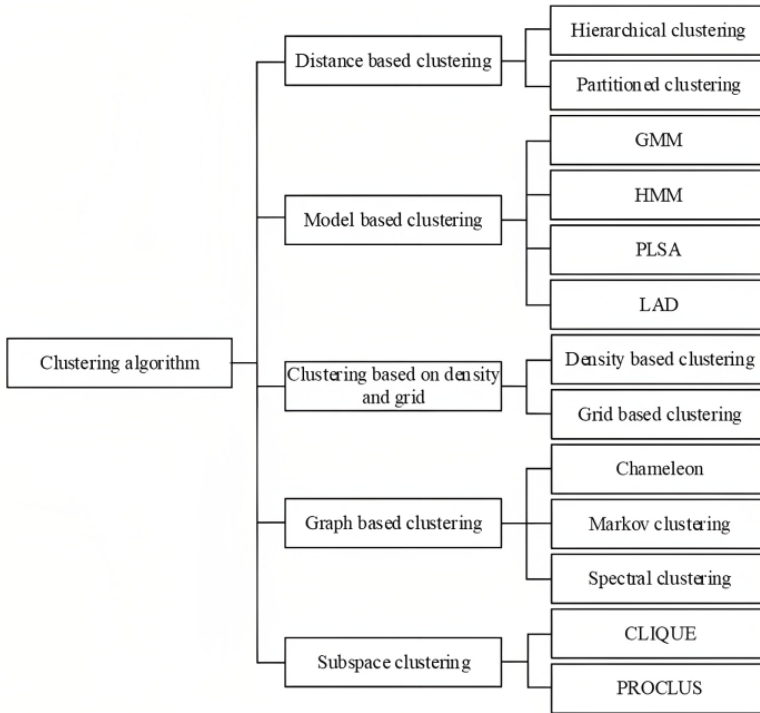 Clustering algorithm
Distance based clustering
Hierarchical clustering
Partitioned clustering
Model based clustering
GMM
HMM
PLSA
LAD
Clustering based on density
and grid
Density based clustering
Grid based clustering
Graph based clustering
Chameleon
Markov clustering
Spectral clustering
Subspace clustering
CLIQUE
PROCLUS